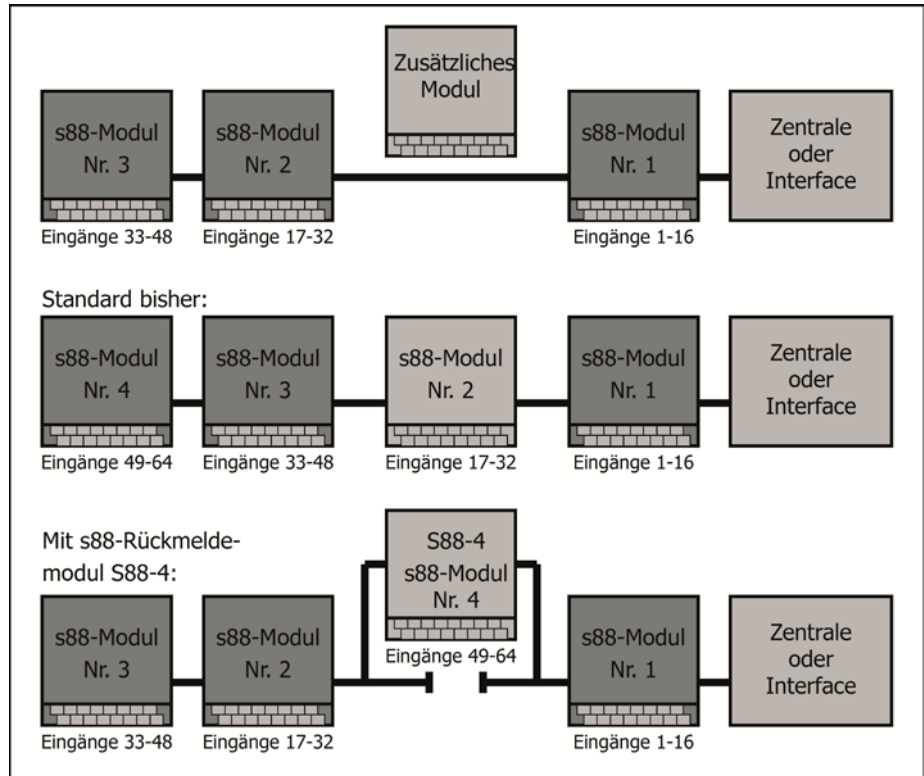 Zusätzliches
Modul
s88-Modul
Nr. 3
s88-Modul
Nr. 2
s88-Modul
Nr. 1
Zentrale
oder
Interface
Eingänge 33-48
Eingänge 17-32
Eingänge 1-16
Standard bisher:
s88-Modul
Nr. 4
s88-Modul
Nr. 3
s88-Modul
Nr. 2
s88-Modul
Nr. 1
Zentrale
oder
Interface
Eingänge 49-64
Eingänge 33-48
Eingänge 17-32
Eingänge 1-16
Mit s88-Rückmelde-
modul S88-4:
S88-4
s88-Modul
Nr. 4
Eingänge 49-64
s88-Modul
Nr. 3
s88-Modul
Nr. 2
s88-Modul
Nr. 1
Zentrale
oder
Interface
Eingänge 33-48
Eingänge 17-32
Eingänge 1-16